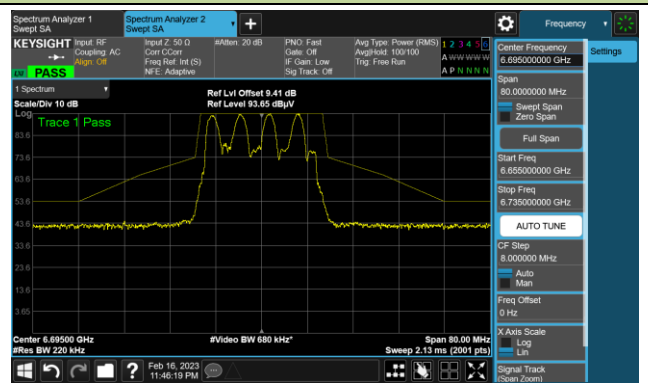 Spectrum Analyzer 1
Swept SA
Spectrum Analyzer 2
Swept SA
Frequency
KEYSIGHT
Input: RF
Coupling: AC
Align: Off
Input Z: 50 Ω
Corr CCorr
Freq Ref: Int (S)
NFE: Adaptive
#Atten: 20 dB
PNO: Fast
Gate: Off
IF Gain: Low
Sig Track: Off
Avg Type: Power (RMS)
Avg|Hold: 100/100
Trig: Free Run
1 2 3 4 5 6
A W W W W W
A P N N N N
PASS
1 Spectrum
Scale/Div 10 dB
Ref Lvl Offset 9.41 dB
Ref Level 93.65 dBµV
Log
Trace 1 Pass
83.6
73.6
63.6
53.6
43.6
33.6
23.6
13.6
3.65
Center 6.69500 GHz
#Res BW 220 kHz
#Video BW 680 kHz*
Span 80.00 MHz
Sweep 2.13 ms (2001 pts)
Center Frequency
6.695000000 GHz
Settings
Span
80.0000000 MHz
Swept Span
Zero Span
Full Span
Start Freq
6.655000000 GHz
Stop Freq
6.735000000 GHz
AUTO TUNE
CF Step
8.000000 MHz
Auto
Man
Freq Offset
0 Hz
X Axis Scale
Log
Lin
Signal Track
(Span Zoom)
?
Feb 16, 2023
11:46:19 PM